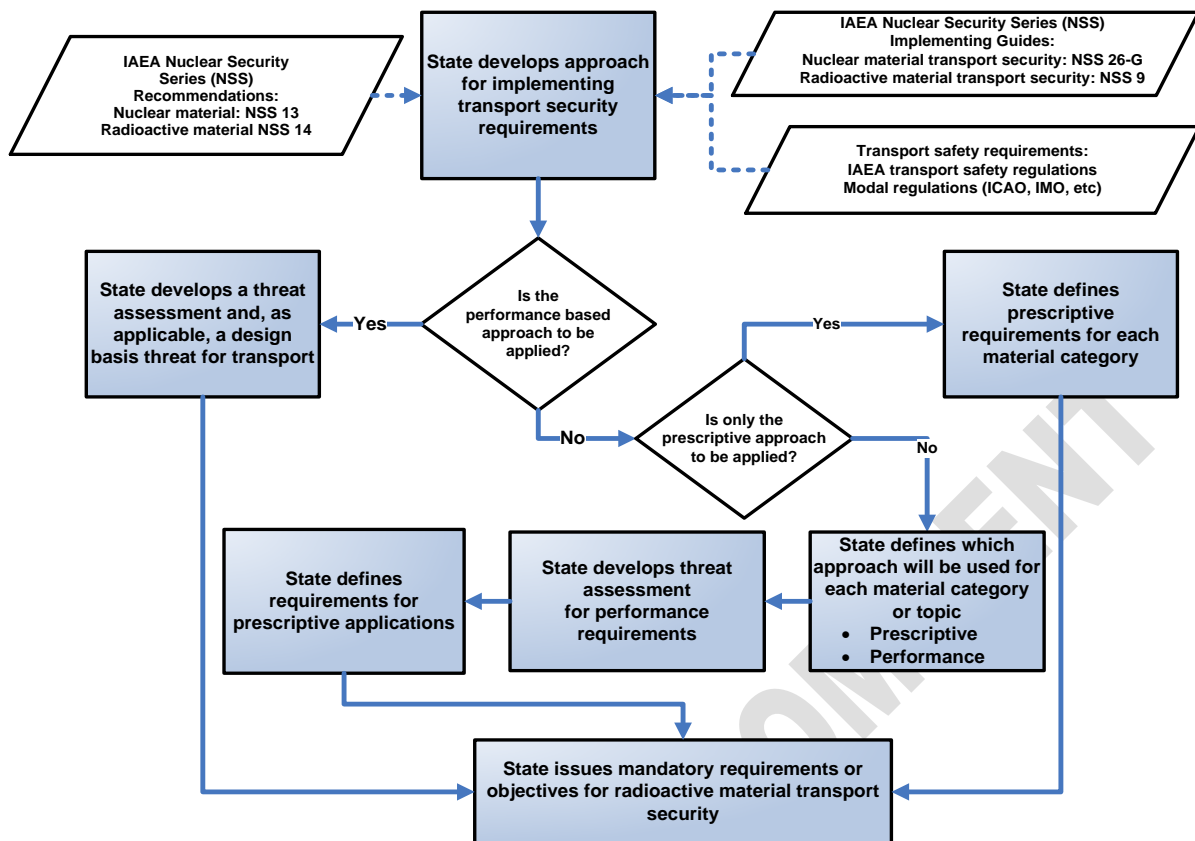 IAEA Nuclear Security
Series (NSS)
Recommendations:
Nuclear material: NSS 13
Radioactive material NSS 14
State develops approach
for implementing
transport security
requirements
IAEA Nuclear Security Series (NSS)
Implementing Guides:
Nuclear material transport security: NSS 26-G
Radioactive material transport security: NSS 9
Transport safety requirements:
IAEA transport safety regulations
Modal regulations (ICAO, IMO, etc)
State develops a threat
assessment and, as
applicable, a design
basis threat for transport
Yes
Is the
performance based
approach to be
applied?
No
Is only the
prescriptive approach
to be applied?
Yes
State defines
prescriptive
requirements for each
material category
No
State defines which
approach will be used for
each material category
or topic
• Prescriptive
• Performance
State develops threat
assessment
for performance
requirements
State defines
requirements for
prescriptive applications
State issues mandatory requirements or
objectives for radioactive material transport
security